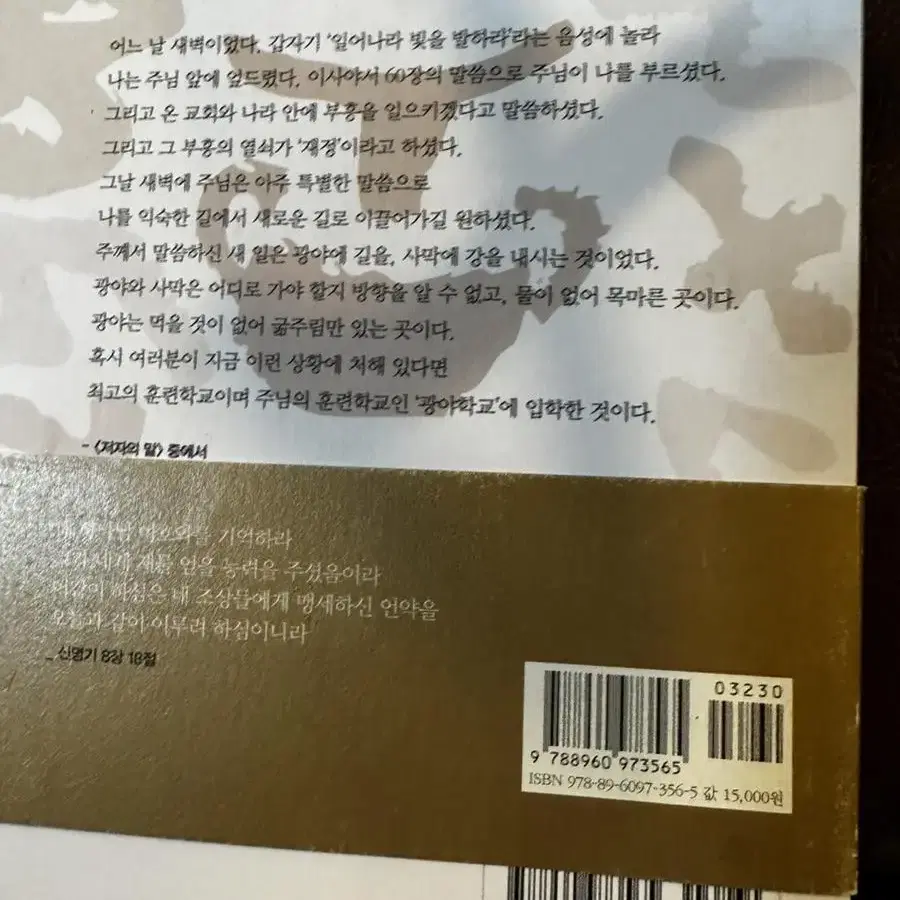 어느 날 새벽이었다. 갑자기 '일어나라 빛을 발하라'라는 음성에 놀라
나는 주님 앞에 엎드렸다. 이사야서 60장의 말씀으로 주님이 나를 부르셨다.
그리고 온 교회와 나라 안에 부흥을 일으키겠다고 말씀하셨다.
그리고 그 부흥의 열쇠가 '재정'이라고 하셨다.
그날 새벽에 주님은 아주 특별한 말씀으로
나를 익숙한 길에서 새로운 길로 이끌어가길 원하셨다.
주께서 말씀하신 새 일은 광야에 길을, 사막에 강을 내시는 것이었다.
광야와 사막은 어디로 가야 할지 방향을 알 수 없고, 물이 없어 목마른 곳이다.
광야는 먹을 것이 없어 굶주림만 있는 곳이다.
혹시 여러분이 지금 이런 상황에 처해 있다면
최고의 훈련학교이며 주님의 훈련학교인 '광야학교'에 입학한 것이다.
- <저자의 말> 중에서
네 하나님 여호와를 기억하라
그가 네게 재물 얻을 능력을 주셨음이라
이같이 하심은 네 조상들에게 맹세하신 언약을
오늘과 같이 이루려 하심이니라
_ 신명기 8장 18절
03230
9 788960 973565
ISBN 978-89-6097-356-5 값 15,000원